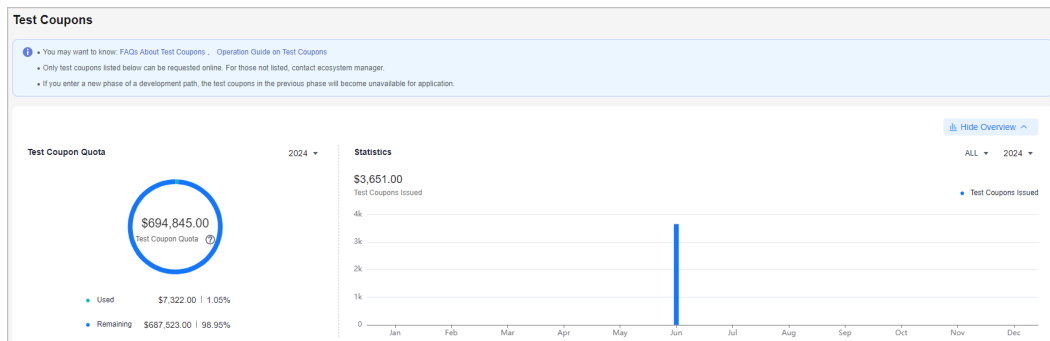 Test Coupons
• You may want to know: FAQs About Test Coupons 、 Operation Guide on Test Coupons
• Only test coupons listed below can be requested online. For those not listed, contact ecosystem manager.
• If you enter a new phase of a development path, the test coupons in the previous phase will become unavailable for application.
Hide Overview
Test Coupon Quota
2024
$694,845.00
Test Coupon Quota
Used $7,322.00 | 1.05%
Remaining $687,523.00 | 98.95%
Statistics
ALL 2024
$3,651.00
Test Coupons Issued
Test Coupons Issued
4k
3k
2k
1k
0
Jan Feb Mar Apr May Jun Jul Aug Sep Oct Nov Dec